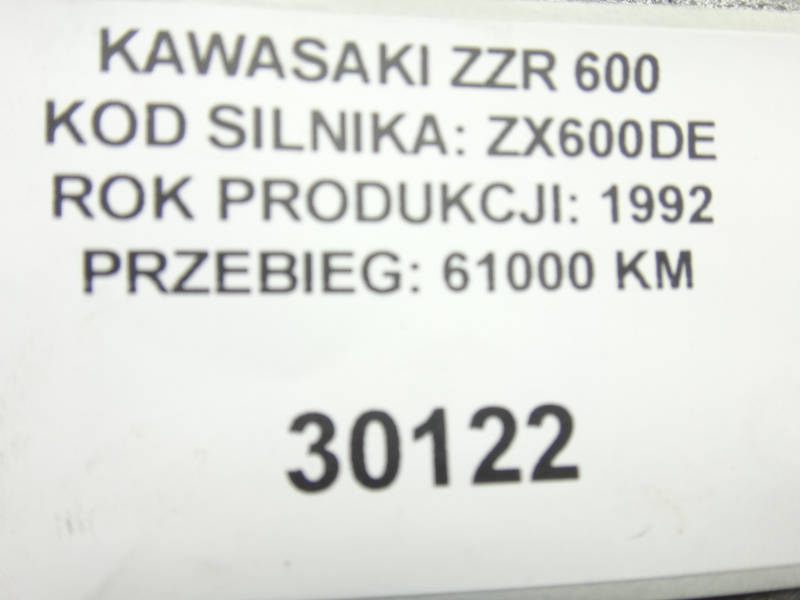 KAWASAKI ZZR 600
KOD SILNIKA: ZX600DE
ROK PRODUKCJI: 1992
PRZEBIEG: 61000 KM
30122